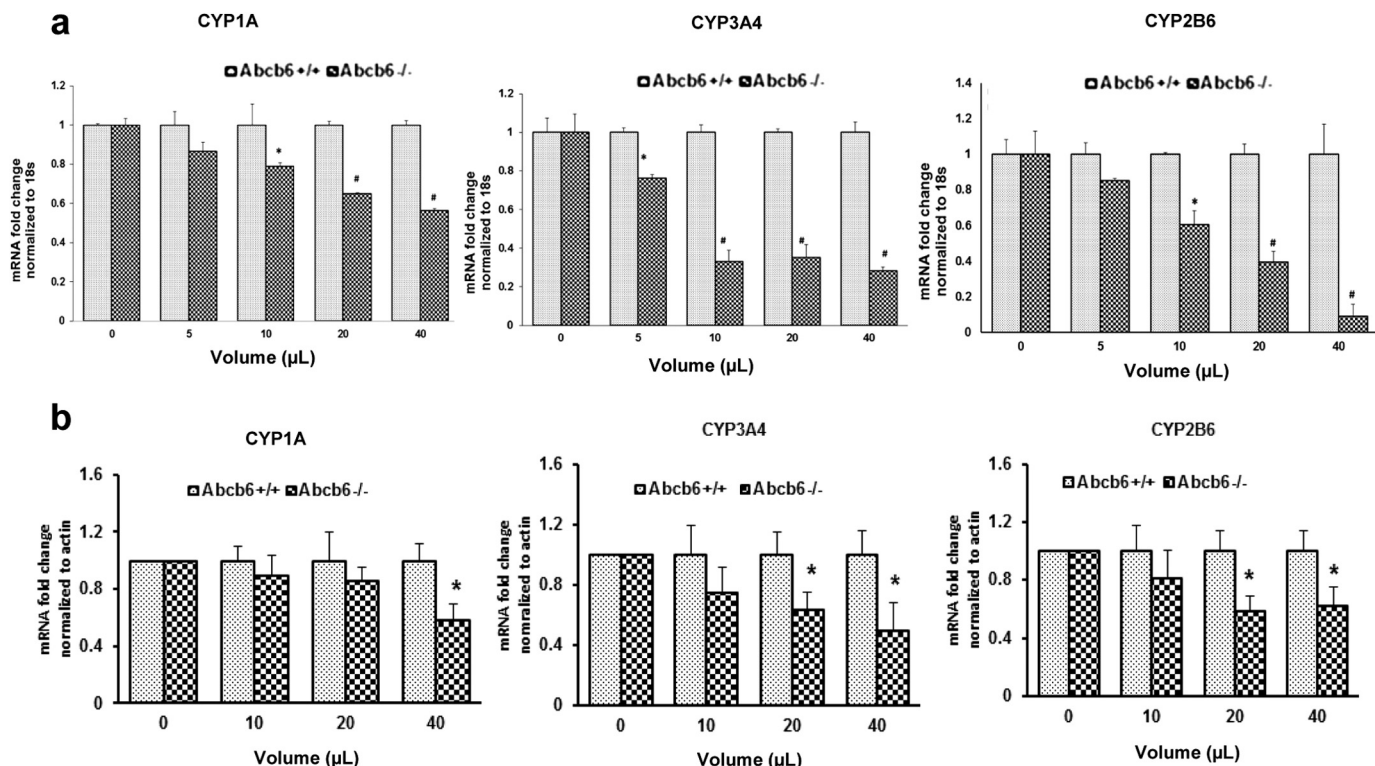 a
CYP1A
Abcb6+/+ Abcb6-/-
mRNA fold change
normalized to 18s
1.2
1
0.8
0.6
0.4
0.2
0
*
#
#
0 5 10 20 40
Volume (µL)
CYP3A4
Abcb6+/+ Abcb6-/-
mRNA fold change
normalized to 18s
1.2
1
0.8
0.6
0.4
0.2
0
*
#
#
#
0 5 10 20 40
Volume (µL)
CYP2B6
Abcb6+/+ Abcb6-/-
mRNA fold change
normalized to 18s
1.4
1.2
1
0.8
0.6
0.4
0.2
0
*
#
#
0 5 10 20 40
Volume (µL)
b
CYP1A
Abcb6+/+ Abcb6-/-
mRNA fold change
normalized to actin
1.6
1.2
0.8
0.4
0
*
0 10 20 40
Volume (µL)
CYP3A4
Abcb6+/+ Abcb6-/-
mRNA fold change
normalized to actin
1.6
1.2
0.8
0.4
0
*
*
0 10 20 40
Volume (µL)
CYP2B6
Abcb6+/+ Abcb6-/-
mRNA fold change
normalized to actin
1.6
1.2
0.8
0.4
0
*
*
0 10 20 40
Volume (µL)